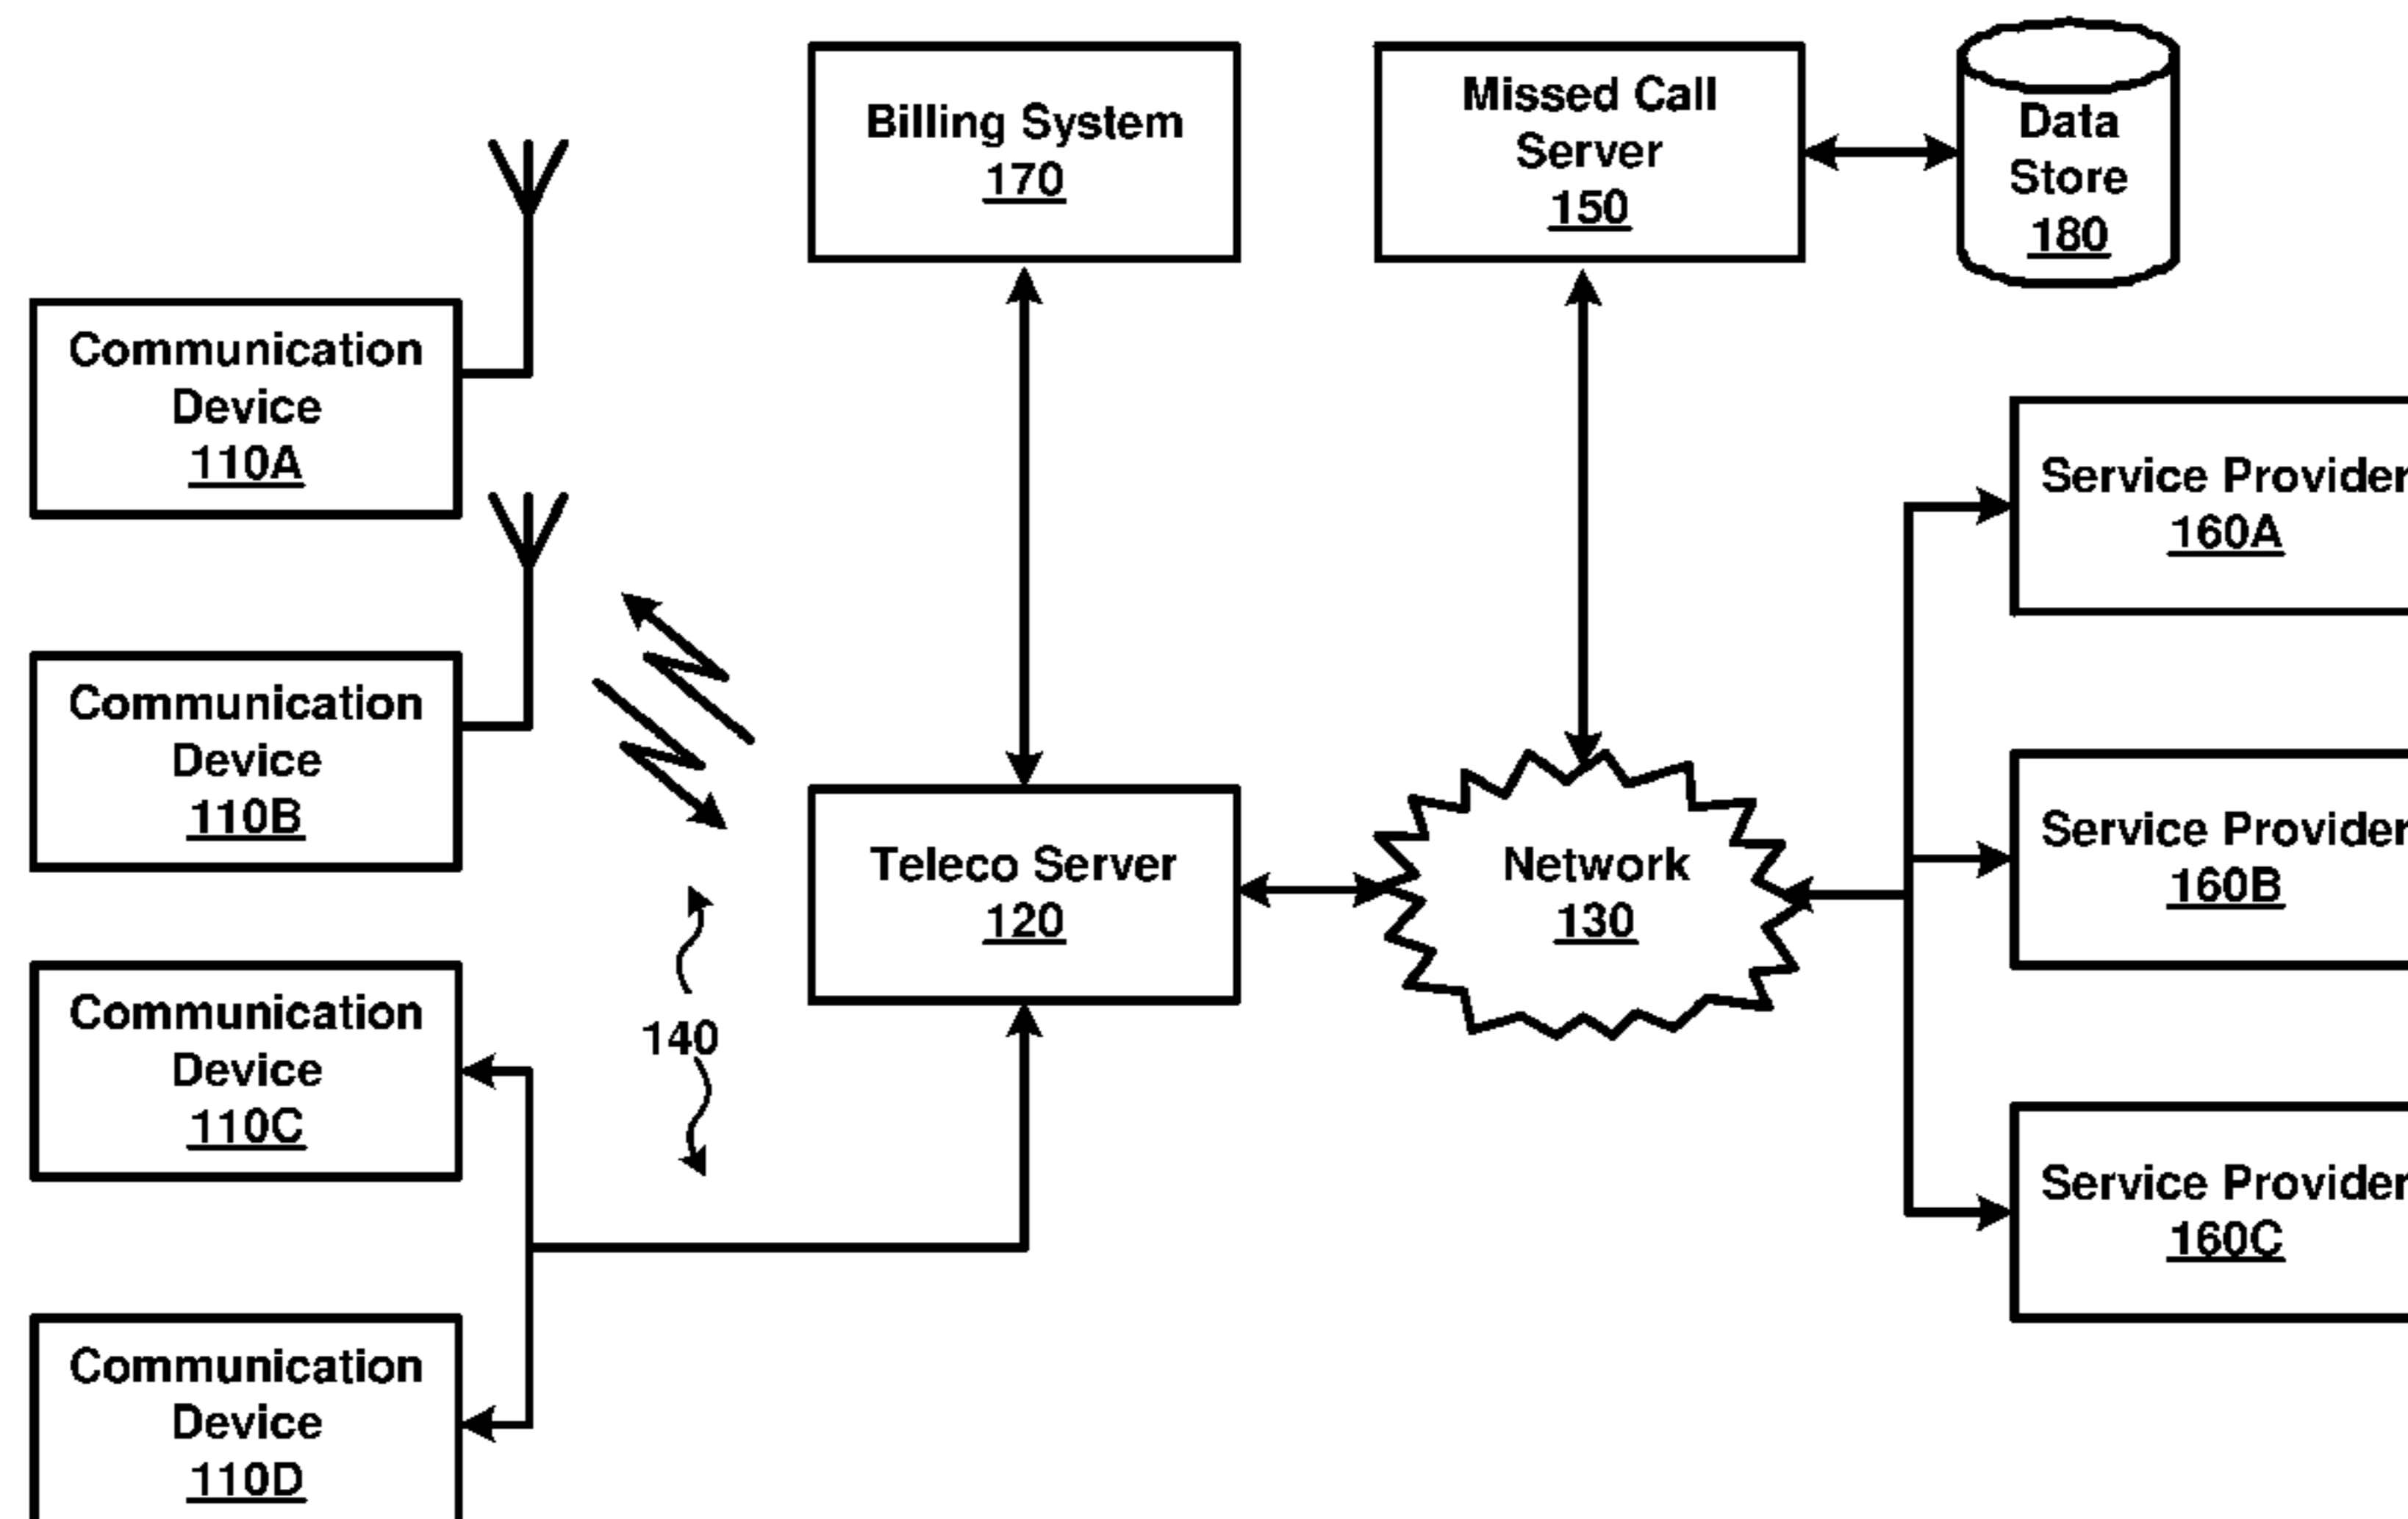 Billing System
170
Missed Call
Server
150
Data
Store
180
Communication
Device
110A
Service Provider
160A
Communication
Device
110B
Teleco Server
120
Network
130
Service Provider
160B
Communication
Device
110C
140
Service Provider
160C
Communication
Device
110D